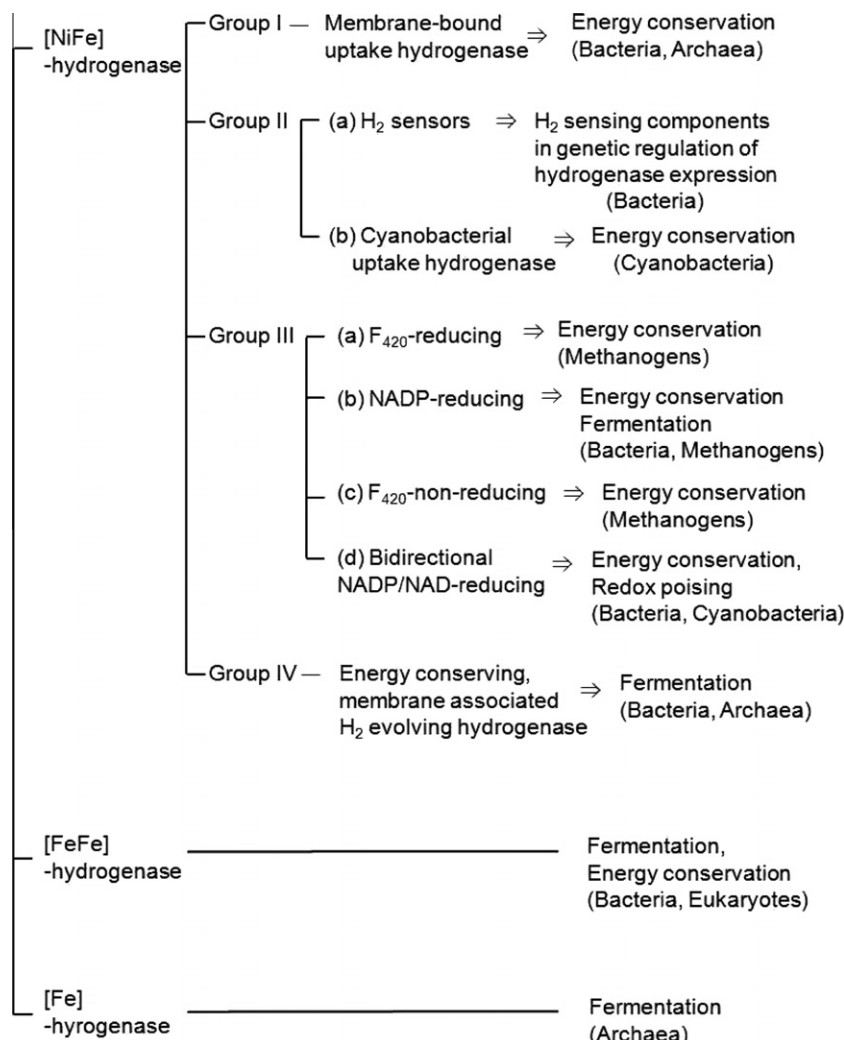 [NiFe]
-hydrogenase
Group I — Membrane-bound
uptake hydrogenase ⇒ Energy conservation
(Bacteria, Archaea)
Group II
(a) H₂ sensors ⇒ H₂ sensing components
in genetic regulation of
hydrogenase expression
(Bacteria)
(b) Cyanobacterial
uptake hydrogenase ⇒ Energy conservation
(Cyanobacteria)
Group III
(a) F₄₂₀-reducing ⇒ Energy conservation
(Methanogens)
(b) NADP-reducing ⇒ Energy conservation
Fermentation
(Bacteria, Methanogens)
(c) F₄₂₀-non-reducing ⇒ Energy conservation
(Methanogens)
(d) Bidirectional
NADP/NAD-reducing ⇒ Energy conservation,
Redox poising
(Bacteria, Cyanobacteria)
Group IV — Energy conserving,
membrane associated
H₂ evolving hydrogenase ⇒ Fermentation
(Bacteria, Archaea)
[FeFe]
-hydrogenase
Fermentation,
Energy conservation
(Bacteria, Eukaryotes)
[Fe]
-hyrogenase
Fermentation
(Archaea)